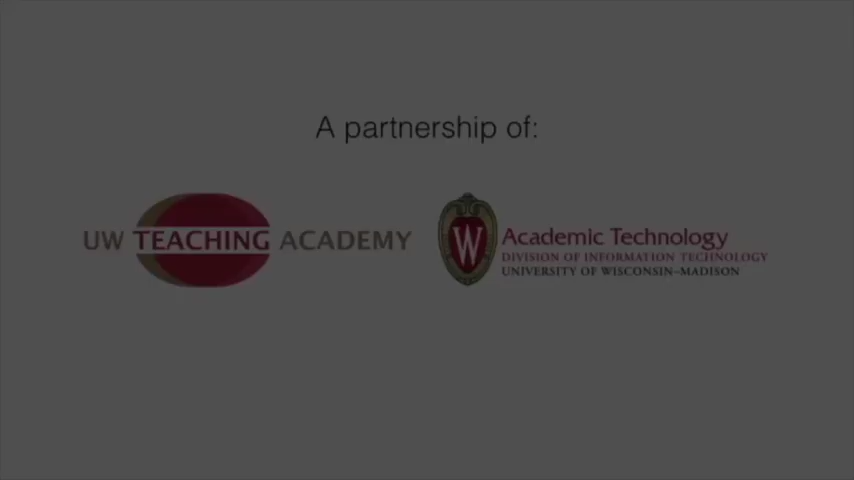 A partnership of:
UW TEACHING ACADEMY
W
Academic Technology
DIVISION OF INFORMATION TECHNOLOGY
UNIVERSITY OF WISCONSIN–MADISON